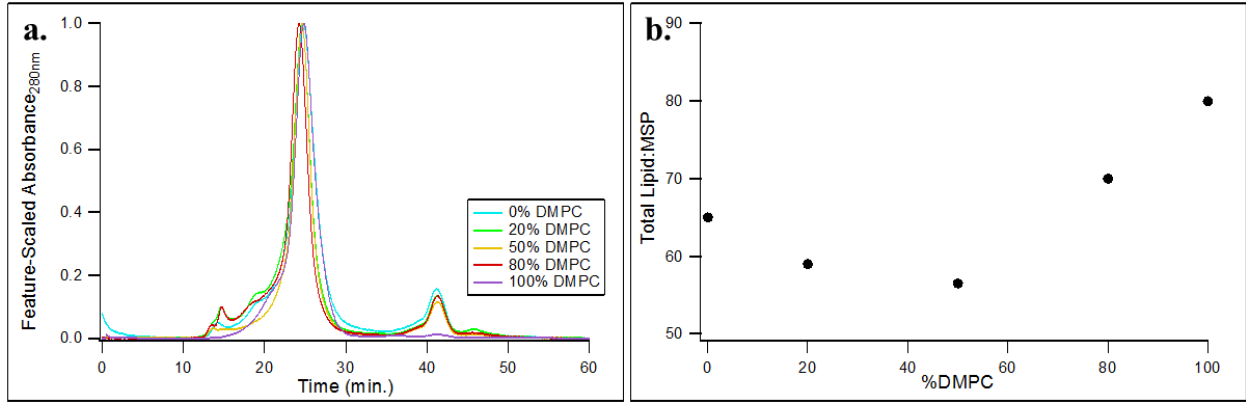 a.
Feature-Scaled Absorbance280nm
1.0
0.8
0.6
0.4
0.2
0.0
0% DMPC
20% DMPC
50% DMPC
80% DMPC
100% DMPC
0 10 20 30 40 50 60
Time (min.)
b.
Total Lipid:MSP
90
80
70
60
50
0 20 40 60 80 100
%DMPC